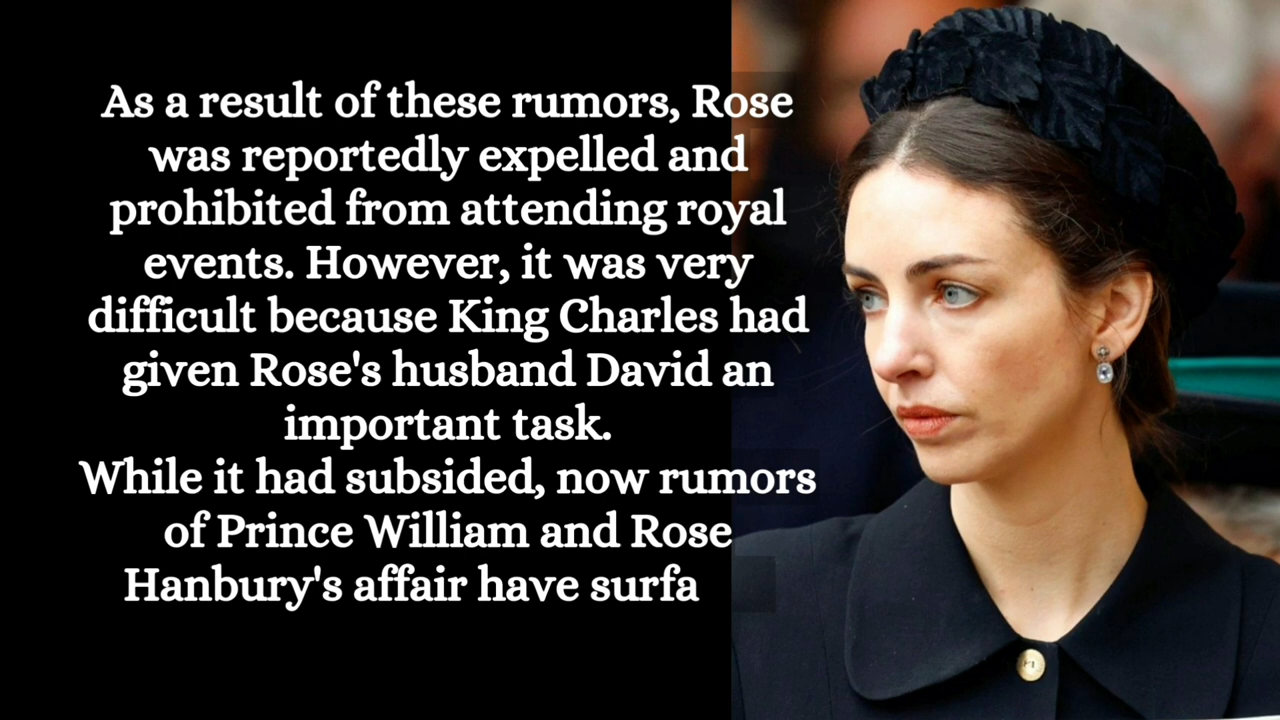 As a result of these rumors, Rose
was reportedly expelled and
prohibited from attending royal
events. However, it was very
difficult because King Charles had
given Rose's husband David an
important task.
While it had subsided, now rumors
of Prince William and Rose
Hanbury's affair have surfa